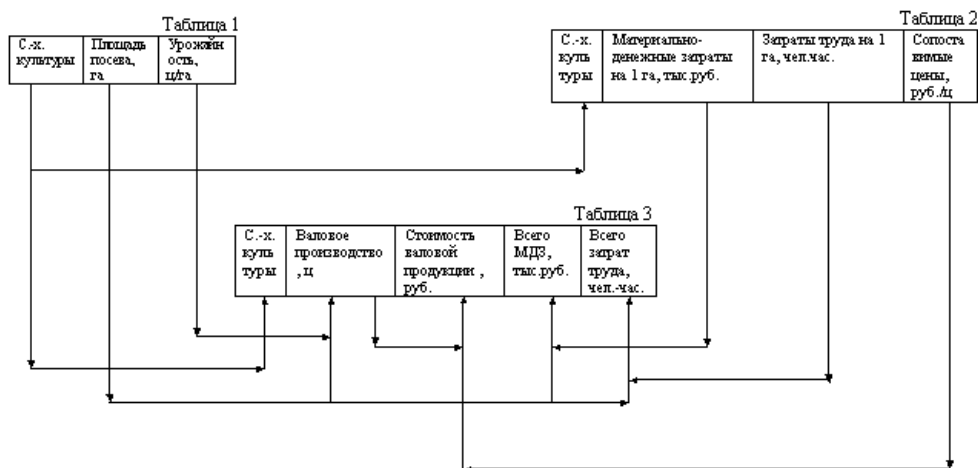 Таблица 1
С.-х.
культуры
Площадь
посева,
га
Урожайн
ость,
ц/га
Таблица 2
С.-х.
куль
туры
Материально-
денежные затраты
на 1 га, тыс.руб.
Затраты труда на 1
га, чел.час.
Сопоста
вимые
цены,
руб./ц
Таблица 3
С.-х.
куль
туры
Валовое
производство
, ц
Стоимость
валовой
продукции ,
руб.
Всего
МДЗ,
тыс.руб.
Всего
затрат
труда,
чел.-час.